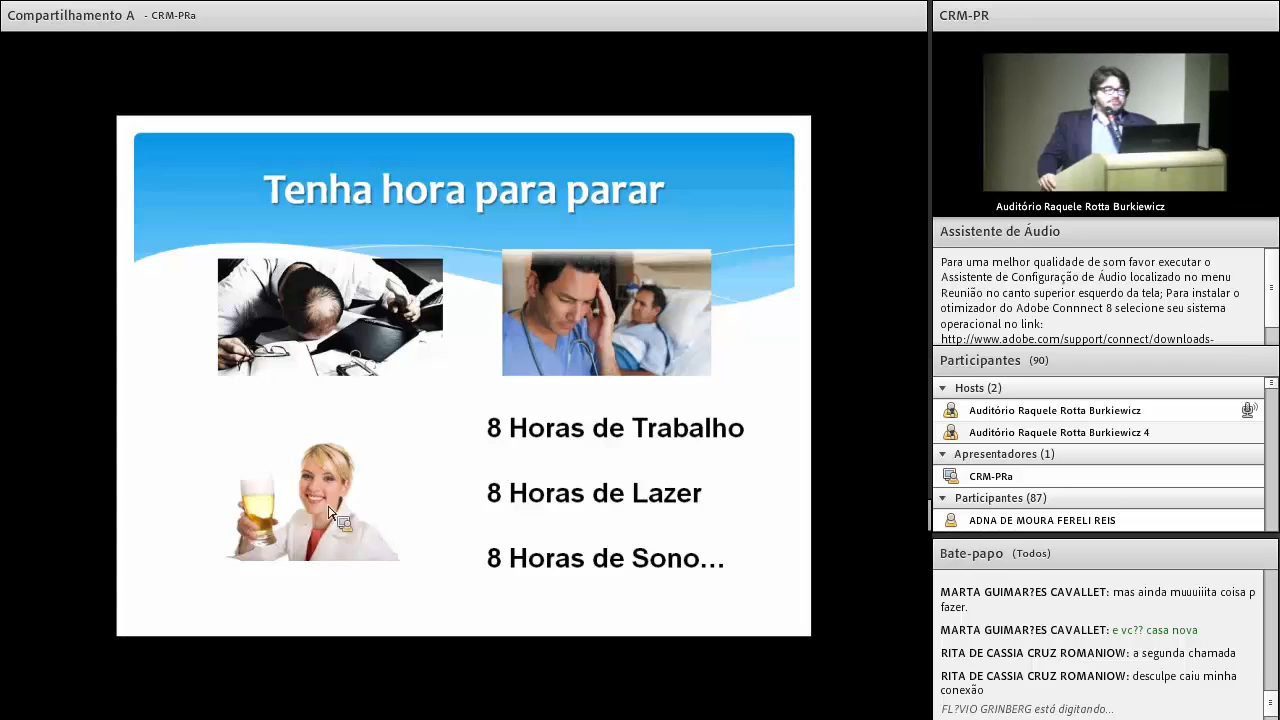 Compartilhamento A - CRM-PRa
Tenha hora para parar
8 Horas de Trabalho
8 Horas de Lazer
8 Horas de Sono...
CRM-PR
Auditório Raquele Rotta Burkiewicz
Assistente de Áudio
Para uma melhor qualidade de som favor executar o
Assistente de Configuração de Áudio localizado no menu
Reunião no canto superior esquerdo da tela; Para instalar o
otimizador do Adobe Connnect 8 selecione seu sistema
operacional no link:
http://www.adobe.com/support/connect/downloads-
Participantes (90)
Hosts (2)
Auditório Raquele Rotta Burkiewicz
Auditório Raquele Rotta Burkiewicz 4
Apresentadores (1)
CRM-PRa
Participantes (87)
ADNA DE MOURA FERELI REIS
Bate-papo (Todos)
MARTA GUIMAR?ES CAVALLET: mas ainda muuuiiita coisa p
fazer.
MARTA GUIMAR?ES CAVALLET: e vc?? casa nova
RITA DE CASSIA CRUZ ROMANIOW: a segunda chamada
RITA DE CASSIA CRUZ ROMANIOW: desculpe caiu minha
conexão
FL?VIO GRINBERG está digitando...